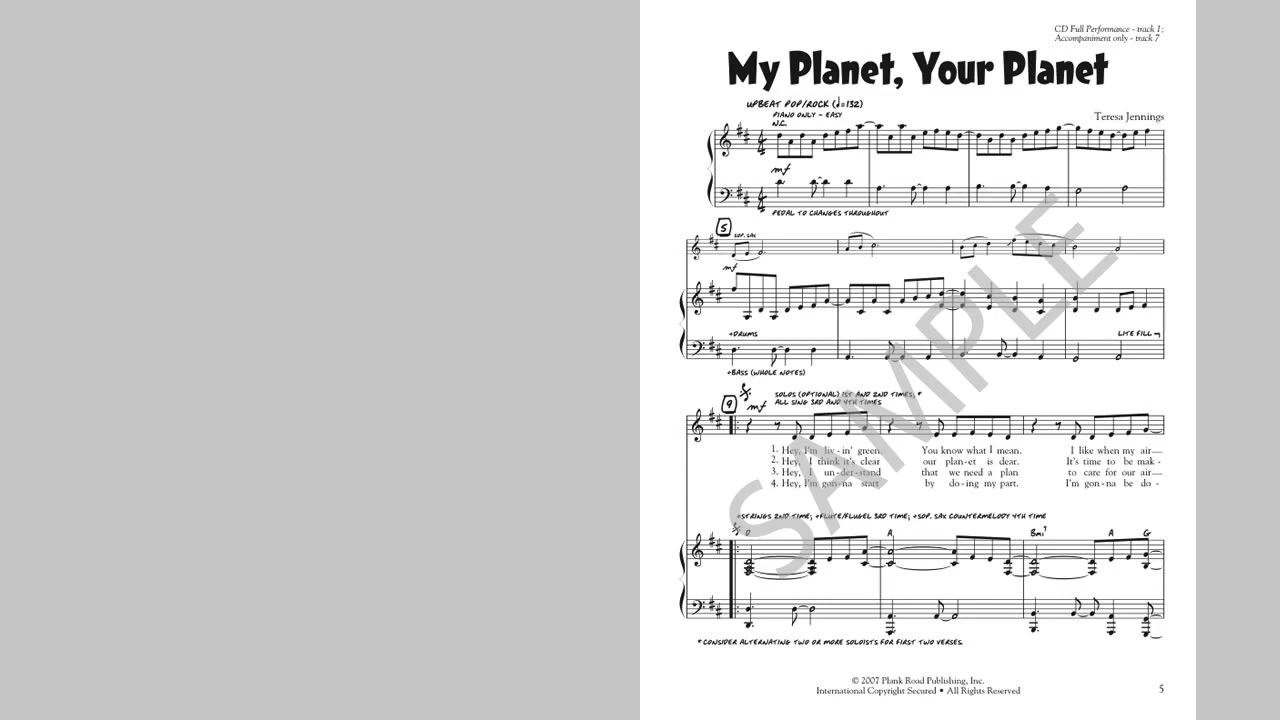 CD Full Performance - track 1;
Accompaniment only - track 7
My Planet, Your Planet
UPBEAT POP/ROCK (♩=132)
PIANO ONLY – EASY
N.C.
Teresa Jennings
mf
PEDAL TO CHANGES THROUGHOUT
5
SOP. SAX
mf
+DRUMS
LITE FILL
+BASS (WHOLE NOTES)
9
mf
SOLOS (OPTIONAL) 1ST AND 2ND TIMES; *
ALL SING 3RD AND 4TH TIMES
1. Hey, I'm liv - in' green. You know what I mean. I like when my air
2. Hey, I think it's clear our plan - et is dear. It's time to be mak -
3. Hey, I un - der - stand that we need a plan to care for our air
4. Hey, I'm gon - na start by do - ing my part. I'm gon - na be do -
+STRINGS 2ND TIME; +FLUTE/FLUGEL 3RD TIME; +SOP. SAX COUNTERMELODY 4TH TIME
D A Bmi7 A G
*CONSIDER ALTERNATING TWO OR MORE SOLOISTS FOR FIRST TWO VERSES.
SAMPLE
© 2007 Plank Road Publishing, Inc.
International Copyright Secured • All Rights Reserved
5